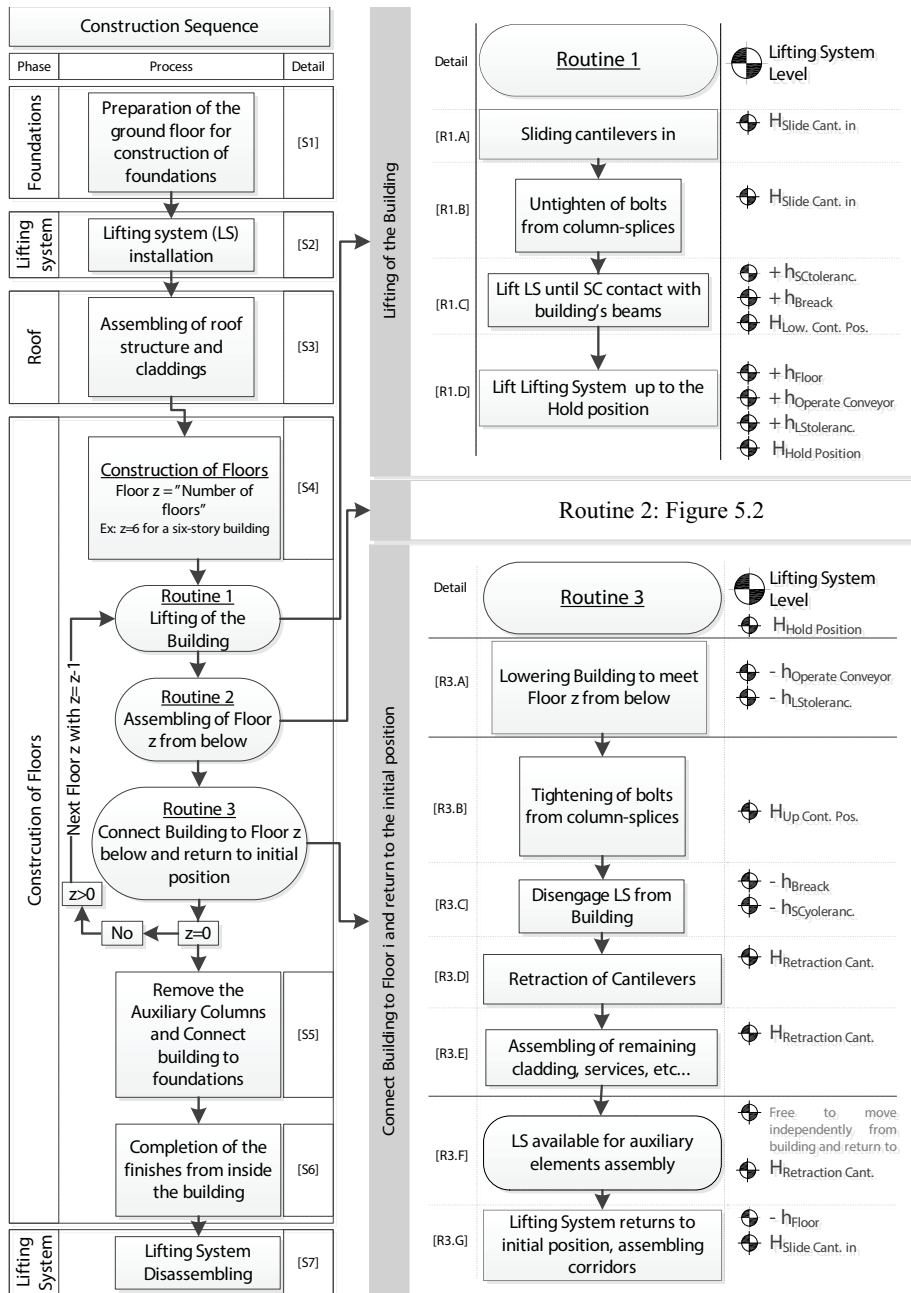 Construction Sequence
Phase
Process
Detail
Foundations
Preparation of the
ground floor for
construction of
foundations
[S1]
Lifting
system
Lifting system (LS)
installation
[S2]
Roof
Assembling of roof
structure and
claddings
[S3]
Constrcution of Floors
Construction of Floors
Floor z = "Number of
floors"
Ex: z=6 for a six-story building
[S4]
Routine 1
Lifting of the
Building
Routine 2
Assembling of Floor
z from below
Routine 3
Connect Building to Floor z
below and return to initial
position
Next Floor z with z= z-1
z>0
No
z=0
Remove the
Auxiliary Columns
and Connect
building to
foundations
[S5]
Completion of the
finishes from inside
the building
[S6]
Lifting
System
Lifting System
Disassembling
[S7]
Lifting of the Building
Detail
Routine 1
Lifting System
Level
[R1.A]
Sliding cantilevers in
HSlide Cant. in
[R1.B]
Untighten of bolts
from column-splices
HSlide Cant. in
[R1.C]
Lift LS until SC contact with
building's beams
+ hSCtoleranc.
+ hBreack
HLow. Cont. Pos.
[R1.D]
Lift Lifting System up to the
Hold position
+ hFloor
+ hOperate Conveyor
+ hLStoleranc.
HHold Position
Routine 2: Figure 5.2
Connect Building to Floor i and return to the initial position
Detail
Routine 3
Lifting System
Level
HHold Position
[R3.A]
Lowering Building to meet
Floor z from below
- hOperate Conveyor
- hLStoleranc.
[R3.B]
Tightening of bolts
from column-splices
HUp Cont. Pos.
[R3.C]
Disengage LS from
Building
- hBreack
- hSCyoleranc.
[R3.D]
Retraction of Cantilevers
HRetraction Cant.
[R3.E]
Assembling of remaining
cladding, services, etc...
HRetraction Cant.
[R3.F]
LS available for auxiliary
elements assembly
Free to move
independently from
building and return to
HRetraction Cant.
[R3.G]
Lifting System returns to
initial position, assembling
corridors
- hFloor
HSlide Cant. in